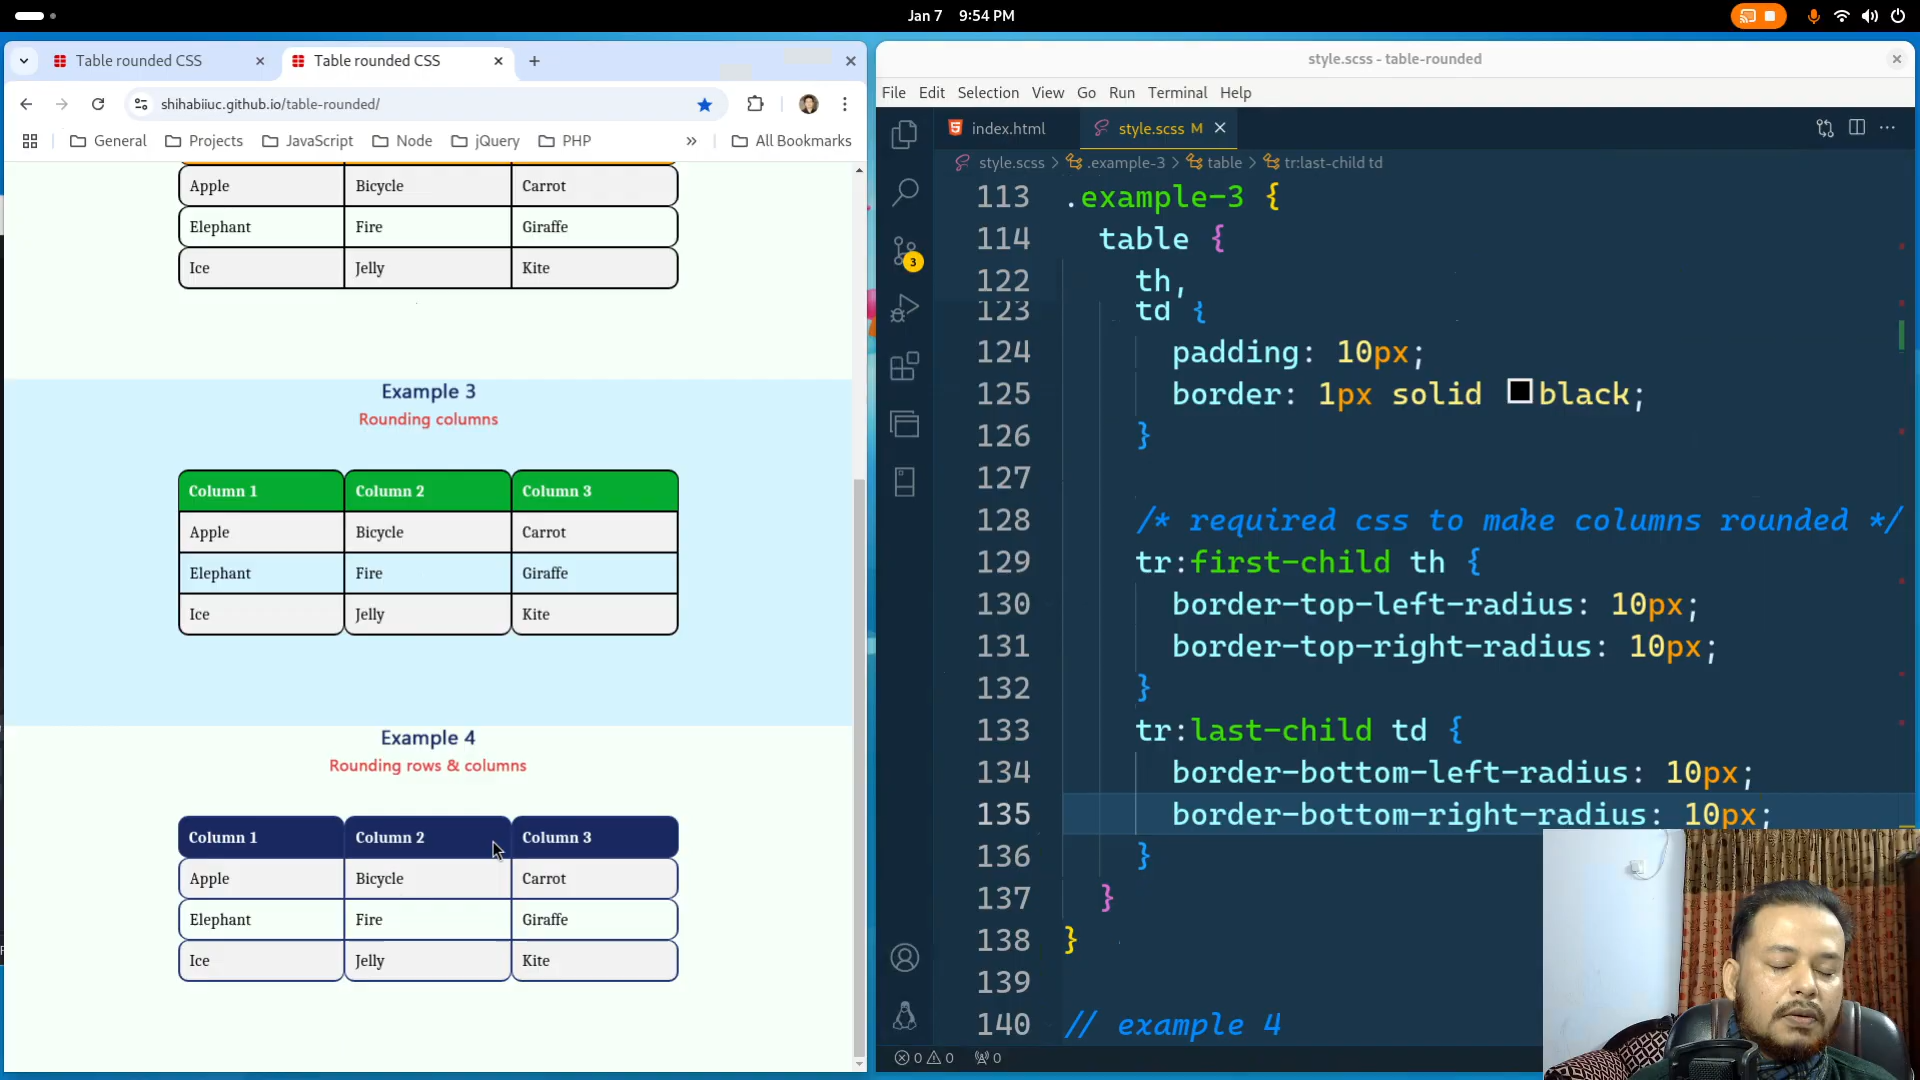 Jan 7 9:54 PM
Table rounded CSS
Table rounded CSS
shihabiiuc.github.io/table-rounded/
General
Projects
JavaScript
Node
jQuery
PHP
All Bookmarks
Apple Bicycle Carrot
Elephant Fire Giraffe
Ice Jelly Kite
Example 3
Rounding columns
Column 1 Column 2 Column 3
Apple Bicycle Carrot
Elephant Fire Giraffe
Ice Jelly Kite
Example 4
Rounding rows & columns
Column 1 Column 2 Column 3
Apple Bicycle Carrot
Elephant Fire Giraffe
Ice Jelly Kite
style.scss - table-rounded
File Edit Selection View Go Run Terminal Help
index.html
style.scss M
style.scss > .example-3 > table > tr:last-child td
3
113 .example-3 {
114 table {
122 th,
123 td {
124 padding: 10px;
125 border: 1px solid black;
126 }
127
128 /* required css to make columns rounded */
129 tr:first-child th {
130 border-top-left-radius: 10px;
131 border-top-right-radius: 10px;
132 }
133 tr:last-child td {
134 border-bottom-left-radius: 10px;
135 border-bottom-right-radius: 10px;
136 }
137 }
138 }
139
140 // example 4
0 0 0